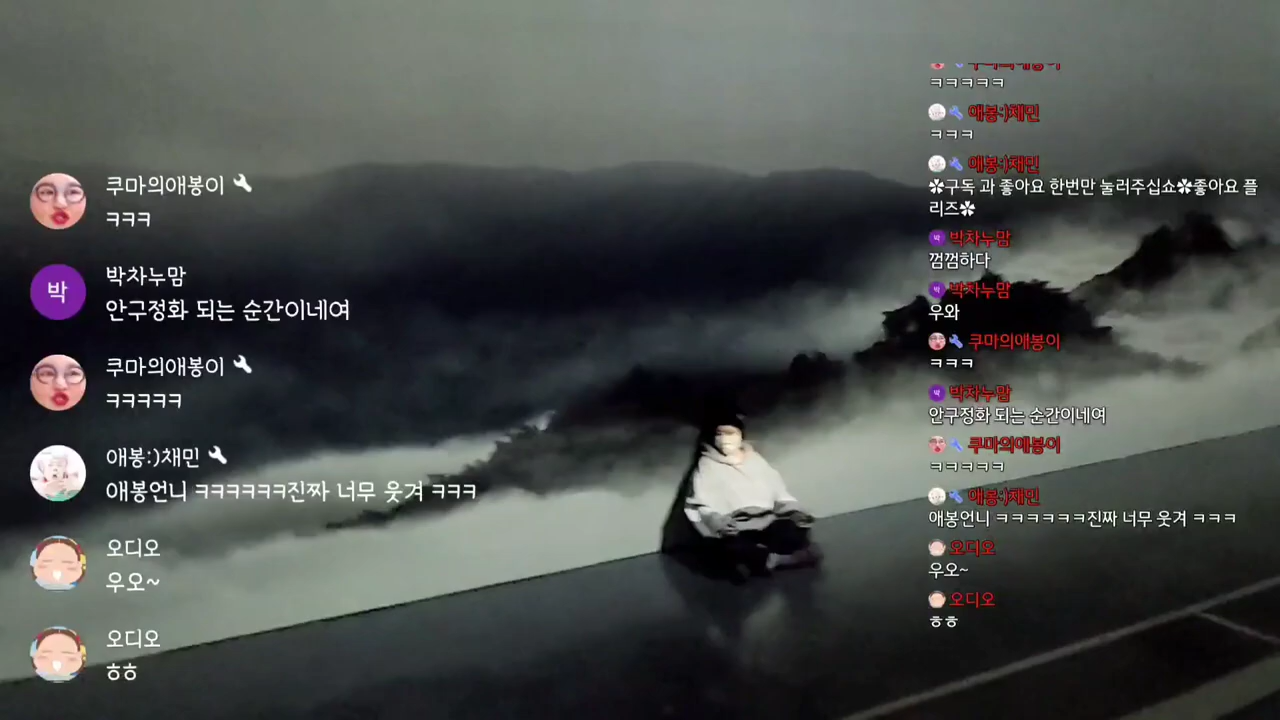 쿠마의애봉이
ㅋㅋㅋ
박
박차누맘
안구정화 되는 순간이네여
쿠마의애봉이
ㅋㅋㅋㅋㅋ
애봉:)채민
애봉언니 ㅋㅋㅋㅋㅋㅋ진짜 너무 웃겨 ㅋㅋㅋ
오디오
우오~
오디오
ㅎㅎ
ㅋㅋㅋㅋㅋ
애봉:)채민
ㅋㅋㅋ
애봉:)채민
✽구독 과 좋아요 한번만 눌러주십쇼✽좋아요 플
리즈✽
박 박차누맘
껌껌하다
박 박차누맘
우와
쿠마의애봉이
ㅋㅋㅋ
박 박차누맘
안구정화 되는 순간이네여
쿠마의애봉이
ㅋㅋㅋㅋㅋ
애봉:)채민
애봉언니 ㅋㅋㅋㅋㅋㅋ진짜 너무 웃겨 ㅋㅋㅋ
오디오
우오~
오디오
ㅎㅎ